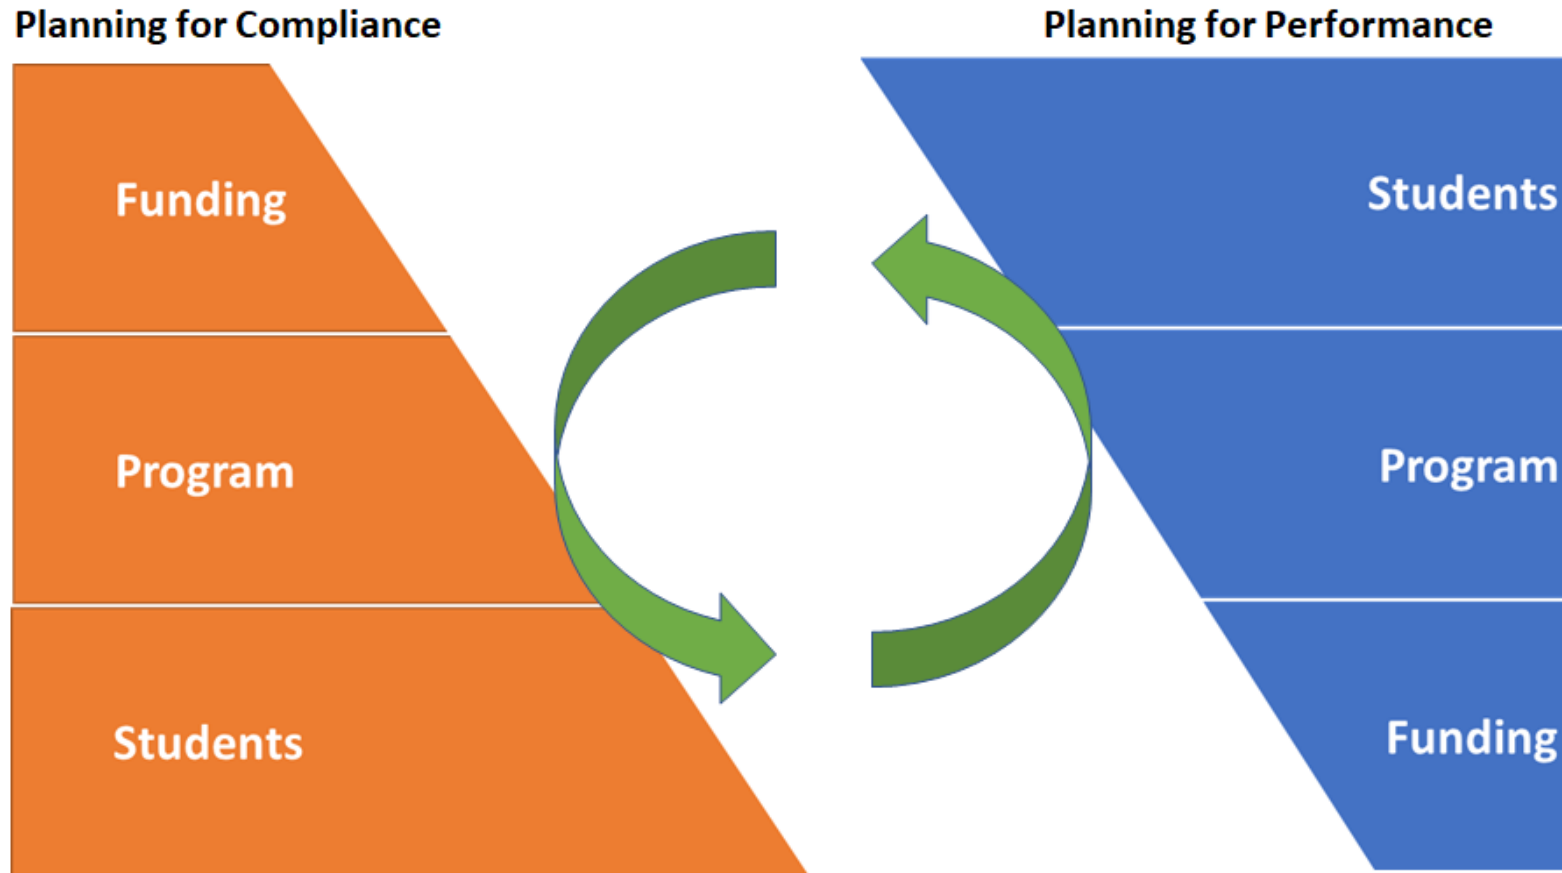 Planning for Compliance
Funding
Program
Students
Planning for Performance
Students
Program
Funding